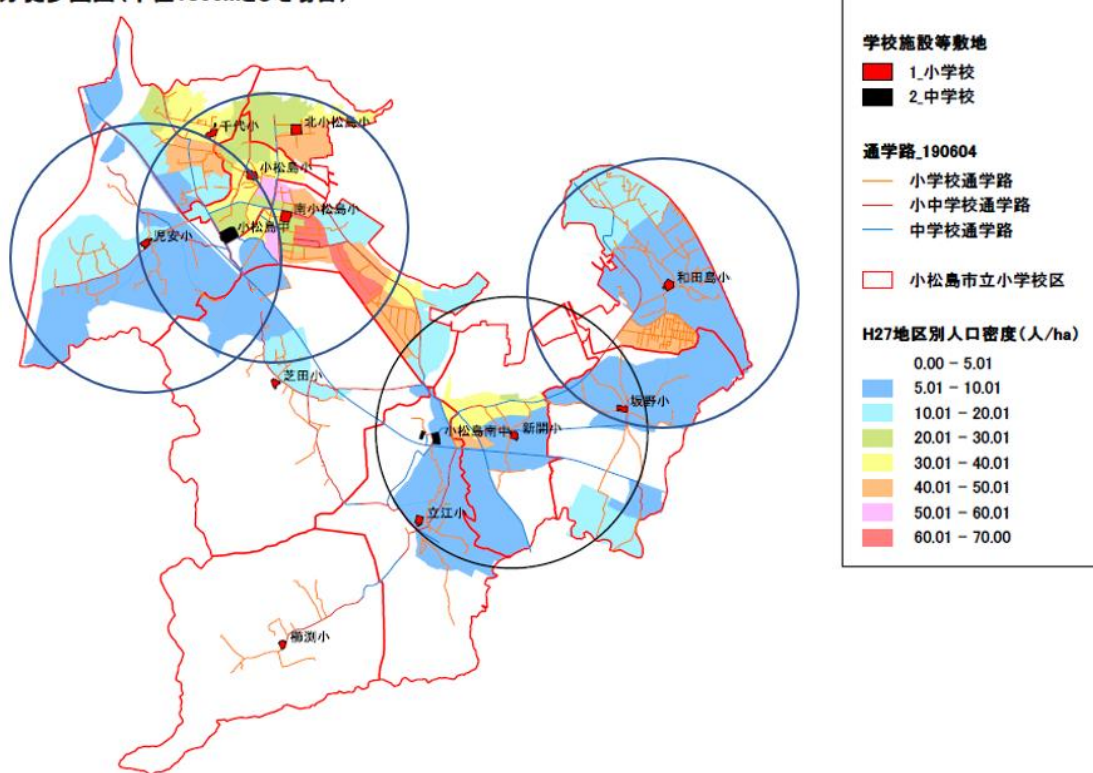 学校施設等敷地
1_小学校
2_中学校
通学路_190604
小学校通学路
小中学校通学路
中学校通学路
小松島市立小学校区
H27地区別人口密度(人/ha)
0.00 - 5.01
5.01 - 10.01
10.01 - 20.01
20.01 - 30.01
30.01 - 40.01
40.01 - 50.01
50.01 - 60.01
60.01 - 70.00
千代小
北小松島小
小松島小
南小松島小
小松島中
児安小
和田島小
芝田小
坂野小
小松島南中
新開小
立江小
櫛渕小